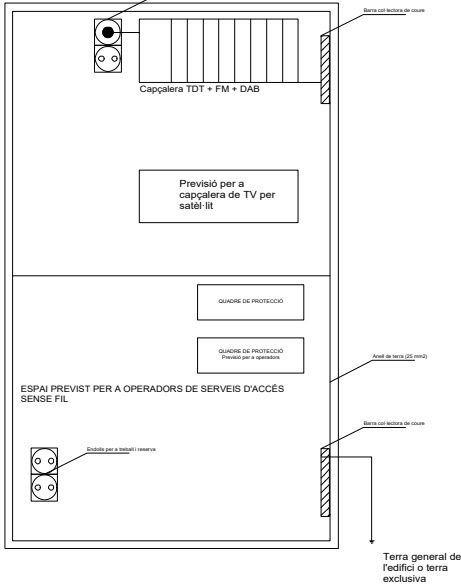 Barra col·lectora de coure
Capçalera TDT + FM + DAB
Previsió per a
capçalera de TV per
satèl·lit
QUADRE DE PROTECCIÓ
QUADRE DE PROTECCIÓ
Previsió per a operadors
Anell de terra (25 mm2)
ESPAI PREVIST PER A OPERADORS DE SERVEIS D'ACCÉS
SENSE FIL
Barra col·lectora de coure
Endolls per a treball i reserva
Terra general de
l'edifici o terra
exclusiva